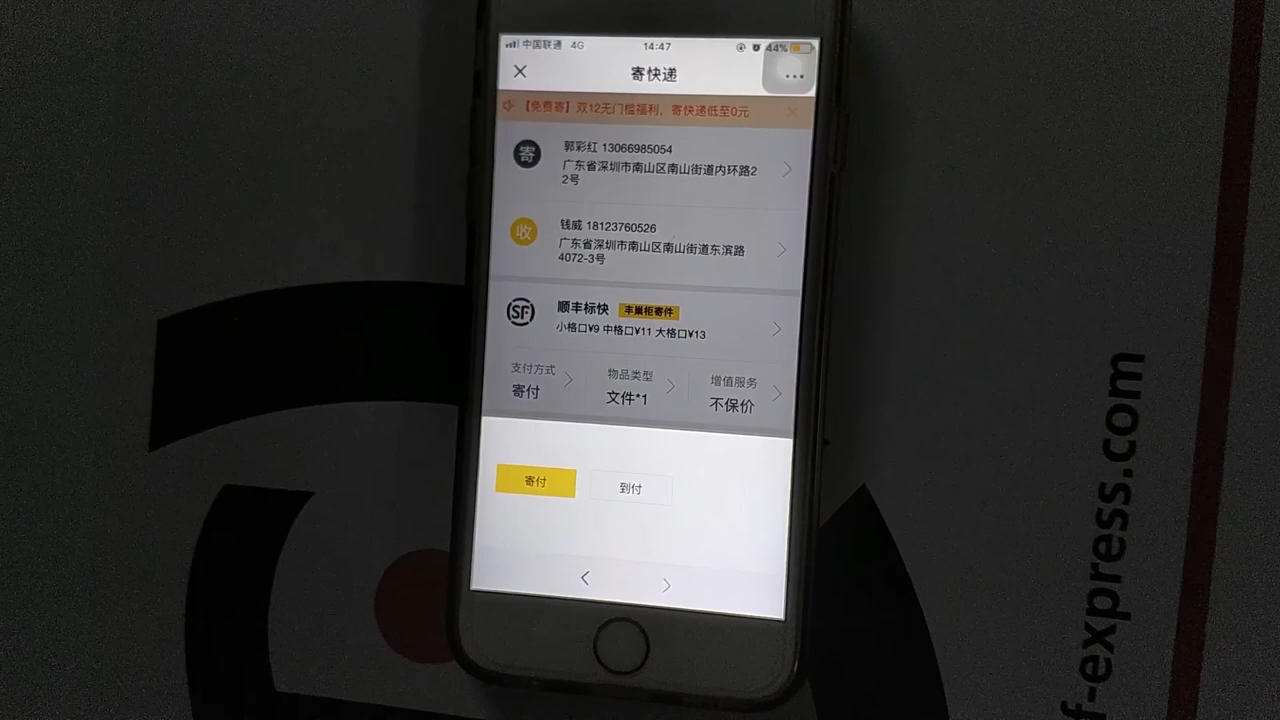 中国联通 4G 14:47 44%
寄快递
【免费寄】双12无门槛福利，寄快递低至0元
寄
郭彩红 13066985054
广东省深圳市南山区南山街道内环路2
2号
收
钱威 18123760526
广东省深圳市南山区南山街道东滨路
4072-3号
SF
顺丰标快 丰巢柜寄件
小格口¥9 中格口¥11 大格口¥13
支付方式 物品类型 增值服务
寄付 文件*1 不保价
寄付 到付
f-express.com